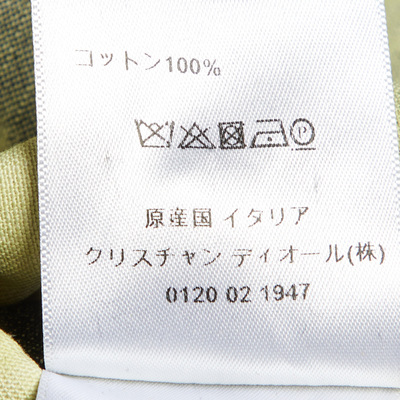 コットン100%
P
原産国 イタリア
クリスチャン ディオール(株)
0120 02 1947